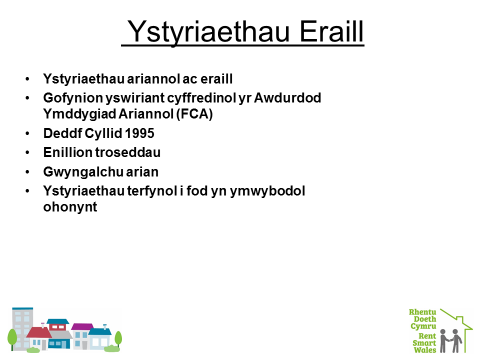 Ystyriaethau Eraill
• Ystyriaethau ariannol ac eraill
• Gofynion yswiriant cyffredinol yr Awdurdod
Ymddygiad Ariannol (FCA)
• Deddf Cyllid 1995
• Enillion troseddau
• Gwyngalchu arian
• Ystyriaethau terfynol i fod yn ymwybodol
ohonynt
Rhentu
Doeth
Cymru
Rent
Smart
Wales